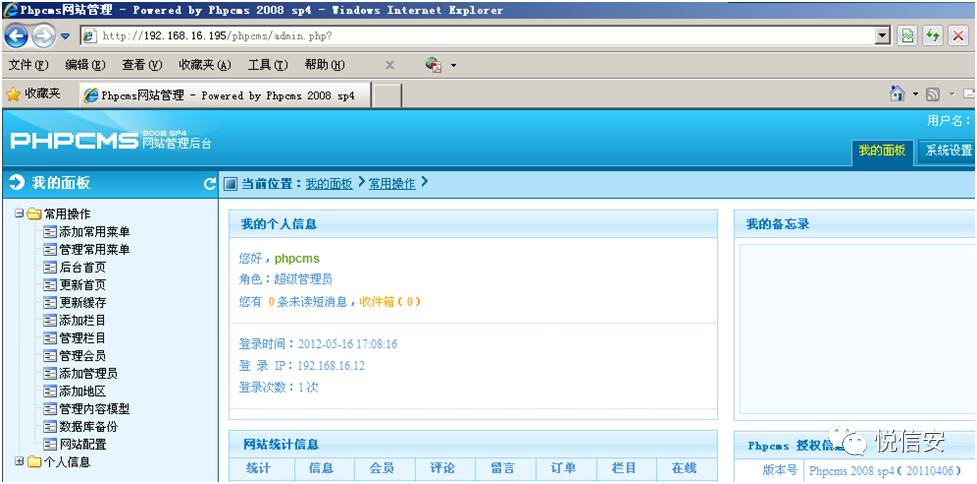 Phpcms网站管理 - Powered by Phpcms 2008 sp4 - Windows Internet Explorer
http://192.168.16.195/phpcms/admin.php?
文件(F) 编辑(E) 查看(V) 收藏夹(A) 工具(T) 帮助(H)
收藏夹 Phpcms网站管理 - Powered by Phpcms 2008 sp4
用户名：
PHPCMS 2008 SP4 网站管理后台
我的面板 系统设置
我的面板 当前位置：我的面板 > 常用操作 >
常用操作
添加常用菜单
管理常用菜单
后台首页
更新首页
更新缓存
添加栏目
管理栏目
管理会员
添加管理员
添加地区
管理内容模型
数据库备份
网站配置
个人信息
我的个人信息
您好，phpcms
角色：超级管理员
您有 0 条未读短消息，收件箱（0）
登录时间：2012-05-16 17:08:16
登 录 IP：192.168.16.12
登录次数：1 次
网站统计信息
统计 信息 会员 评论 留言 订单 栏目 在线
我的备忘录
Phpcms 授权信
版本号 Phpcms 2008 sp4（20110406）
悦信安